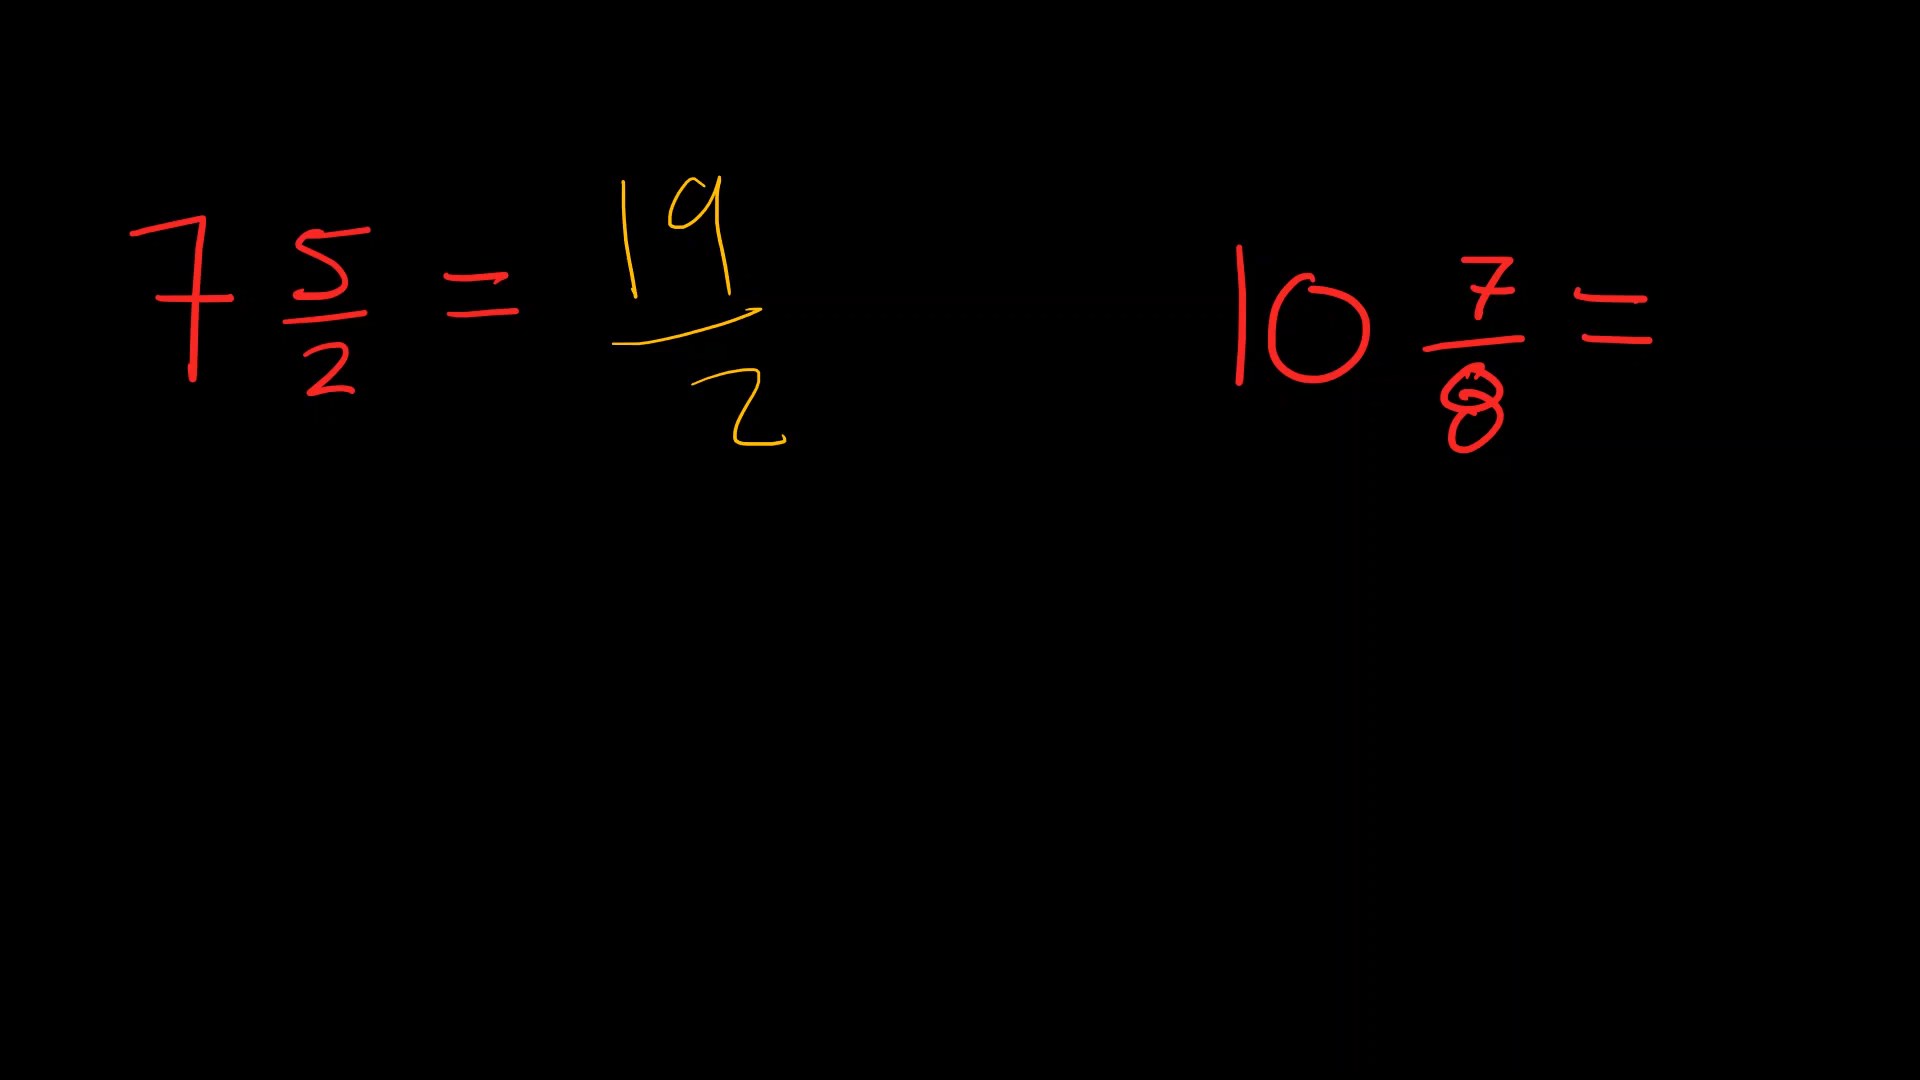 7 5/2 = 19/2
10 7/8 =